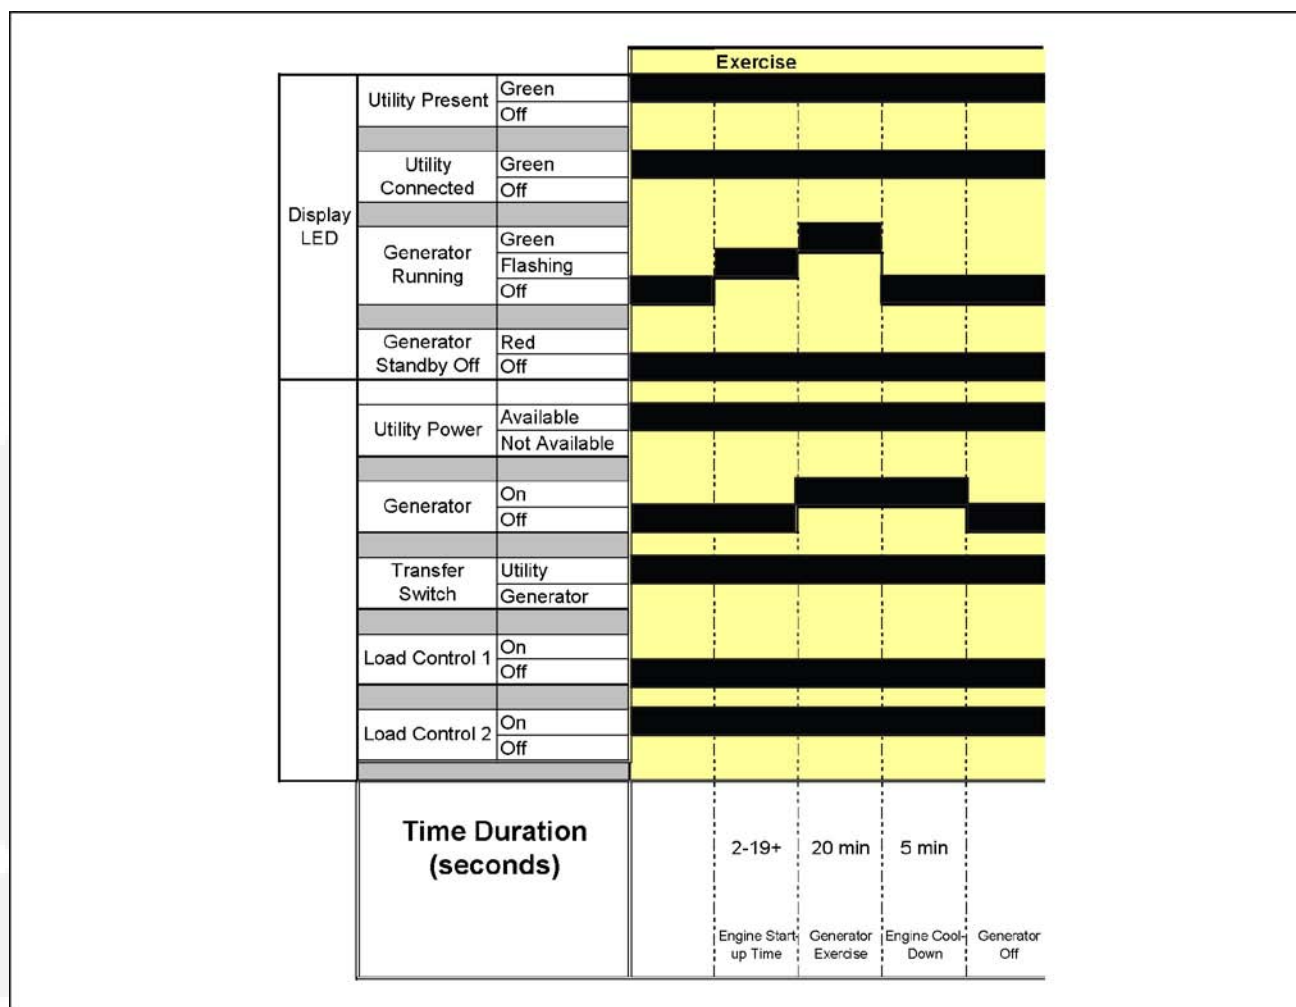 Exercise
Display
LED
Utility Present
Green
Off
Utility
Connected
Green
Off
Generator
Running
Green
Flashing
Off
Generator
Standby Off
Red
Off
Utility Power
Available
Not Available
Generator
On
Off
Transfer
Switch
Utility
Generator
Load Control 1
On
Off
Load Control 2
On
Off
Time Duration
(seconds)
2-19+
20 min
5 min
Engine Start-
up Time
Generator
Exercise
Engine Cool-
Down
Generator
Off